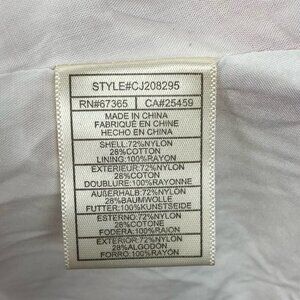 STYLE#CJ208295
RN#67365 CA#25459
MADE IN CHINA
FABRIQUÉ EN CHINE
HECHO EN CHINA
SHELL:72%NYLON
28%COTTON
LINING:100%RAYON
EXTERIEUR:72%NYLON
28%COTON
DOUBLURE:100%RAYONNE
AUßERHALB:72%NYLON
28%BAUMWOLLE
FUTTER:100%KUNSTSEIDE
ESTERNO:72%NYLON
28%COTONE
FODERA:100%RAION
EXTERIOR:72%NYLON
28%ALGODÓN
FORRO:100%RAYON